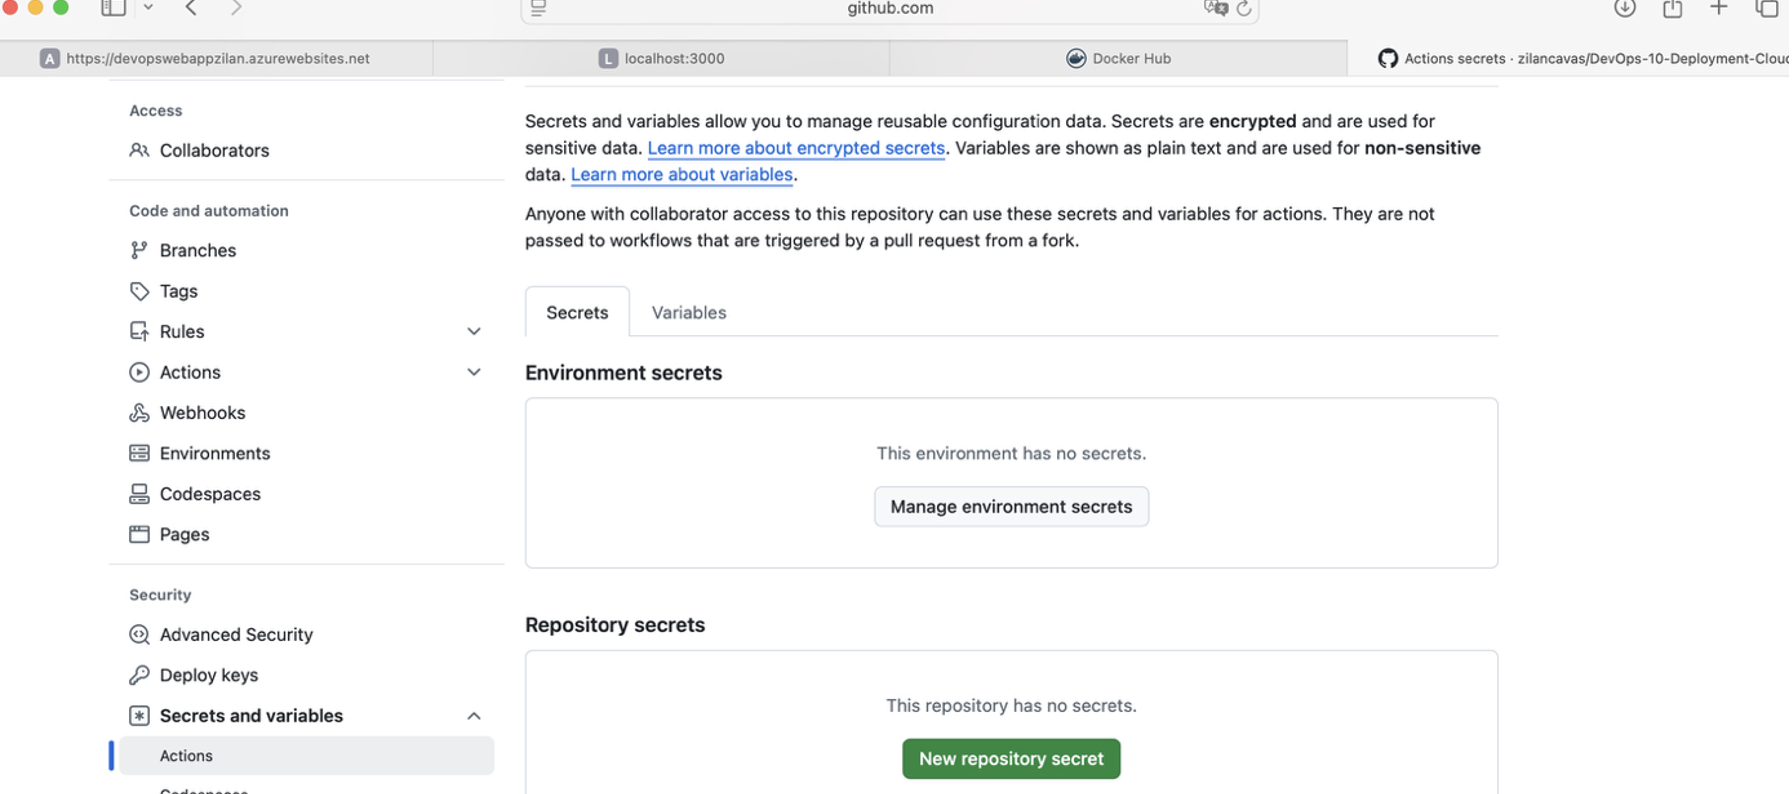 github.com
A https://devopswebappzilan.azurewebsites.net
L localhost:3000
Docker Hub
Actions secrets · zilancavas/DevOps-10-Deployment-Cloud
Access
Collaborators
Code and automation
Branches
Tags
Rules
Actions
Webhooks
Environments
Codespaces
Pages
Security
Advanced Security
Deploy keys
Secrets and variables
Actions
Codespaces
Secrets and variables allow you to manage reusable configuration data. Secrets are encrypted and are used for
sensitive data. Learn more about encrypted secrets. Variables are shown as plain text and are used for non-sensitive
data. Learn more about variables.
Anyone with collaborator access to this repository can use these secrets and variables for actions. They are not
passed to workflows that are triggered by a pull request from a fork.
Secrets
Variables
Environment secrets
This environment has no secrets.
Manage environment secrets
Repository secrets
This repository has no secrets.
New repository secret